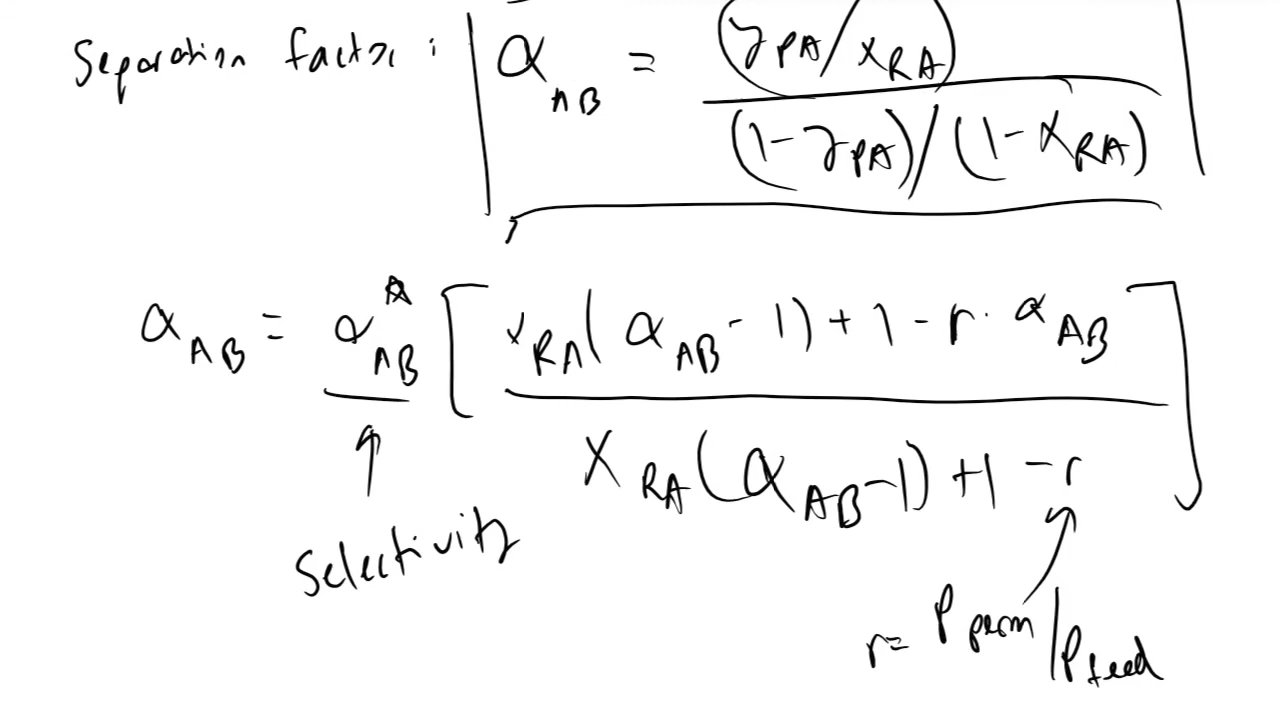 Separation factor : α_AB = (y_PA/x_RA) / ((1-y_PA)/(1-x_RA))
α_AB = α*_AB [ (x_RA(α_AB - 1) + 1 - r · α_AB) / (x_RA(α_AB - 1) + 1 - r) ]
Selectivity
r = P_perm/P_feed